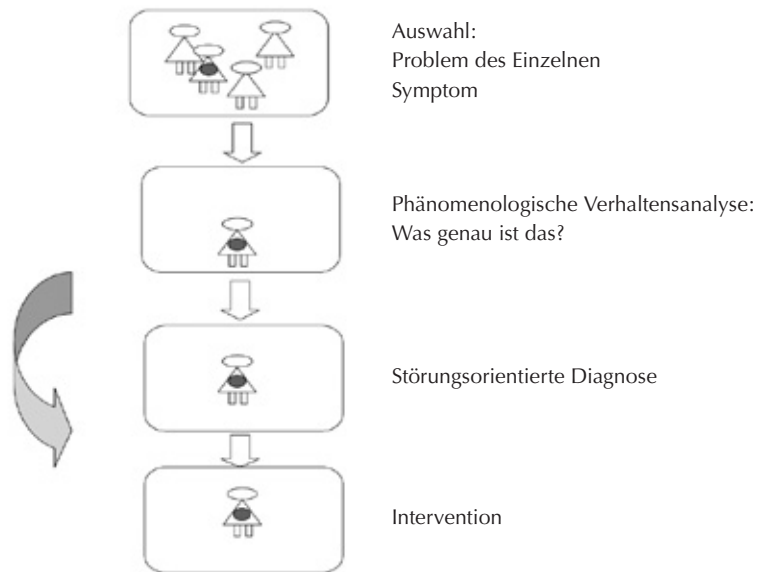 Auswahl:
Problem des Einzelnen
Symptom
Phänomenologische Verhaltensanalyse:
Was genau ist das?
Störungsorientierte Diagnose
Intervention